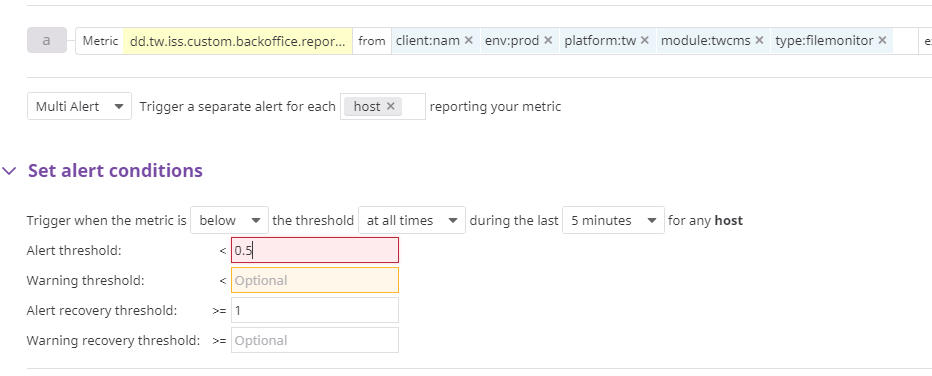 a Metric dd.tw.iss.custom.backoffice.repor... from client:nam × env:prod × platform:tw × module:twcms × type:filemonitor ×
Multi Alert Trigger a separate alert for each host × reporting your metric
Set alert conditions
Trigger when the metric is below the threshold at all times during the last 5 minutes for any host
Alert threshold: < 0.5
Warning threshold: < Optional
Alert recovery threshold: >= 1
Warning recovery threshold: >= Optional